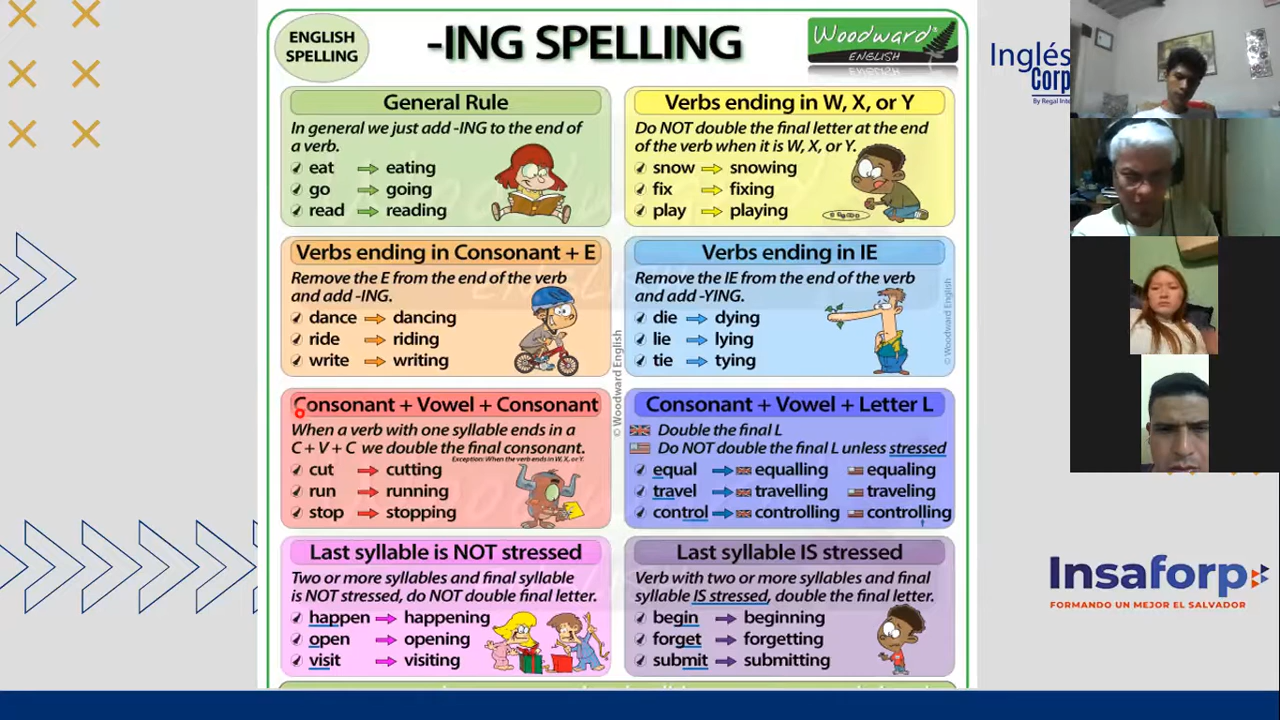 ENGLISH
SPELLING
-ING SPELLING
Woodward®
ENGLISH
Inglés
Corp
General Rule
In general we just add -ING to the end of
a verb.
eat eating
go going
read reading
Verbs ending in W, X, or Y
Do NOT double the final letter at the end
of the verb when it is W, X, or Y.
snow snowing
fix fixing
play playing
Verbs ending in Consonant + E
Remove the E from the end of the verb
and add -ING.
dance dancing
ride riding
write writing
Verbs ending in IE
Remove the IE from the end of the verb
and add -YING.
die dying
lie lying
tie tying
© Woodward English
© Woodward English
Consonant + Vowel + Consonant
When a verb with one syllable ends in a
C + V + C we double the final consonant.
Exception: When the verb ends in W, X, or Y.
cut cutting
run running
stop stopping
Consonant + Vowel + Letter L
Double the final L
Do NOT double the final L unless stressed
equal equalling equaling
travel travelling traveling
control controlling controlling
Last syllable is NOT stressed
Two or more syllables and final syllable
is NOT stressed, do NOT double final letter.
happen happening
open opening
visit visiting
Last syllable IS stressed
Verb with two or more syllables and final
syllable IS stressed, double the final letter.
begin beginning
forget forgetting
submit submitting
Insaforp
FORMANDO UN MEJOR EL SALVADOR